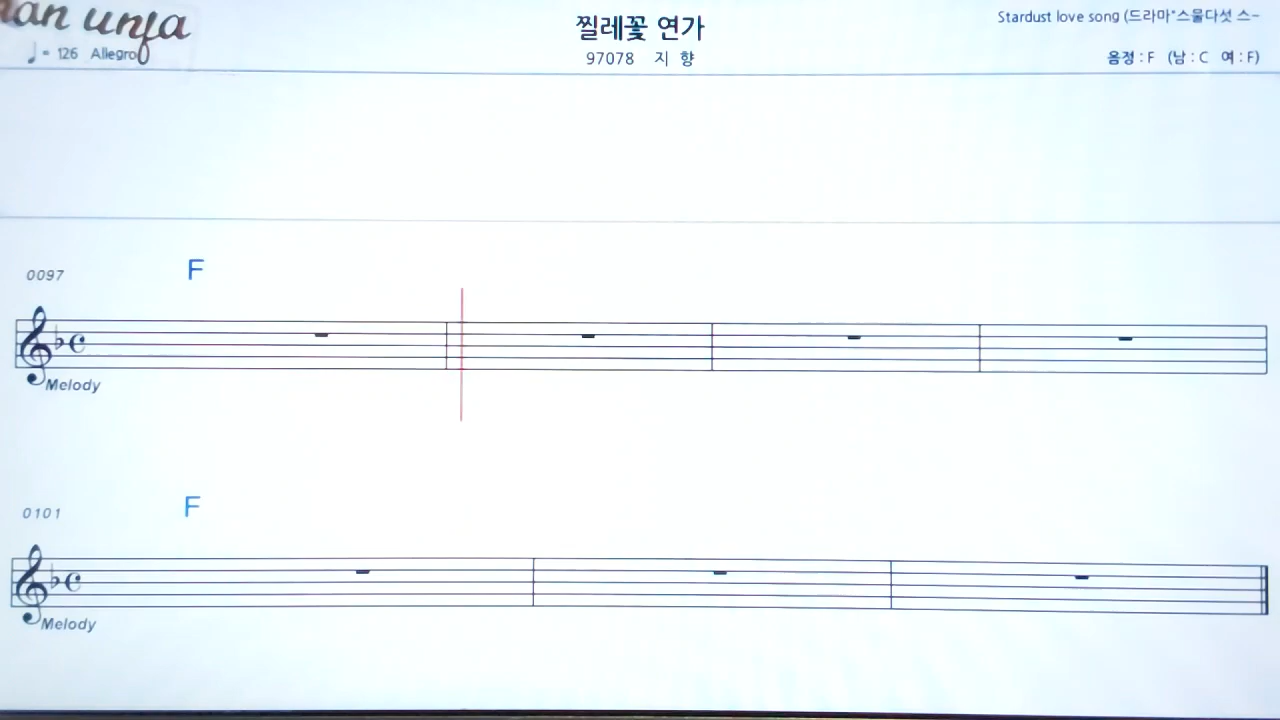 찔레꽃 연가
Stardust love song (드라마"스물다섯 스~
♩= 126 Allegro
97078 지 향
음정 : F (남 : C 여 : F)
0097 F
Melody
0101 F
Melody